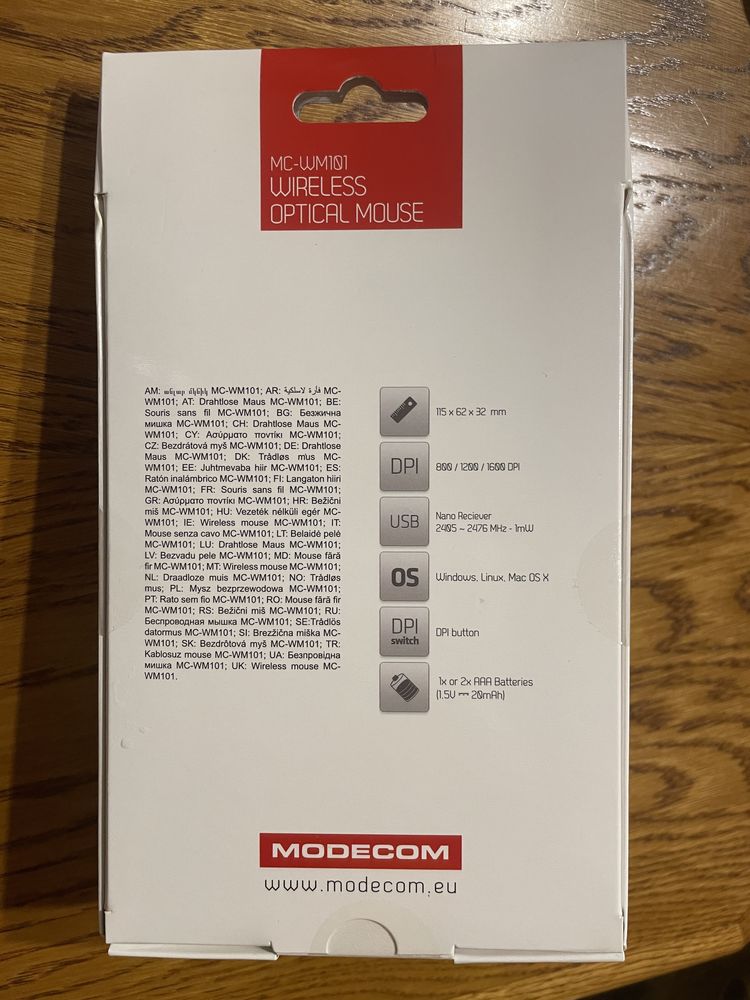 MC-WM101
WIRELESS
OPTICAL MOUSE
AM: անլար մկնիկ MC-WM101; AR: فأرة لاسلكية MC-
WM101; AT: Drahtlose Maus MC-WM101; BE:
Souris sans fil MC-WM101; BG: Безжична
мишка MC-WM101; CH: Drahtlose Maus MC-
WM101; CY: Ασύρματο ποντίκι MC-WM101;
CZ: Bezdrátová myš MC-WM101; DE: Drahtlose
Maus MC-WM101; DK: Trådløs mus MC-
WM101; EE: Juhtmevaba hiir MC-WM101; ES:
Ratón inalámbrico MC-WM101; FI: Langaton hiiri
MC-WM101; FR: Souris sans fil MC-WM101;
GR: Ασύρματο ποντίκι MC-WM101; HR: Bežični
miš MC-WM101; HU: Vezeték nélküli egér MC-
WM101; IE: Wireless mouse MC-WM101; IT:
Mouse senza cavo MC-WM101; LT: Belaidė pelė
MC-WM101; LU: Drahtlose Maus MC-WM101;
LV: Bezvadu pele MC-WM101; MD: Mouse fără
fir MC-WM101; MT: Wireless mouse MC-WM101;
NL: Draadloze muis MC-WM101; NO: Trådløs
mus; PL: Mysz bezprzewodowa MC-WM101;
PT: Rato sem fio MC-WM101; RO: Mouse fără fir
MC-WM101; RS: Bežični miš MC-WM101; RU:
Беспроводная мышка MC-WM101; SE:Trådlös
datormus MC-WM101; SI: Brezžična miška MC-
WM101; SK: Bezdrôtová myš MC-WM101; TR:
Kablosuz mouse MC-WM101; UA: Безпровідна
мишка MC-WM101; UK: Wireless mouse MC-
WM101.
115 x 62 x 32 mm
DPI
800 / 1200 / 1600 DPI
USB
Nano Reciever
2405 ~ 2476 MHz - 1mW
OS
Windows, Linux, Mac OS X
DPI
switch
DPI button
1x or 2x AAA Batteries
(1.5V ⎓ 20mAh)
MODECOM
www.modecom.eu